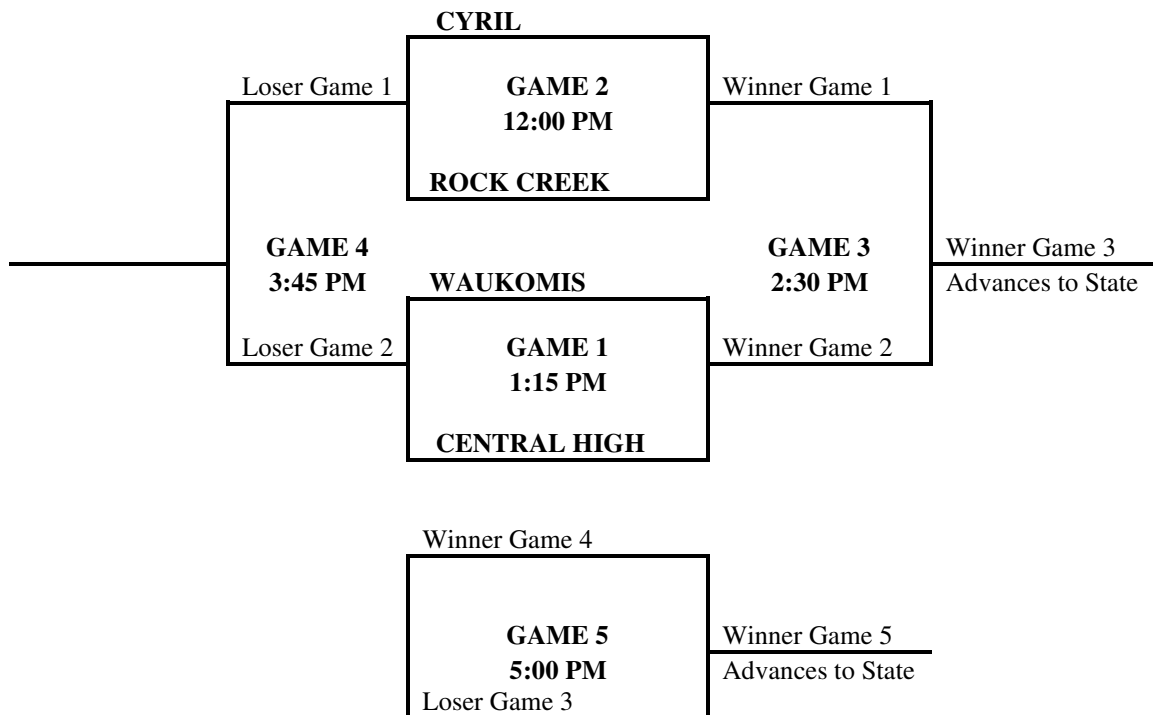 CYRIL
Loser Game 1
GAME 2
Winner Game 1
12:00 PM
ROCK CREEK
GAME 4
GAME 3
Winner Game 3
3:45 PM
WAUKOMIS
2:30 PM
Advances to State
Loser Game 2
GAME 1
Winner Game 2
1:15 PM
CENTRAL HIGH
Winner Game 4
GAME 5
Winner Game 5
5:00 PM
Advances to State
Loser Game 3